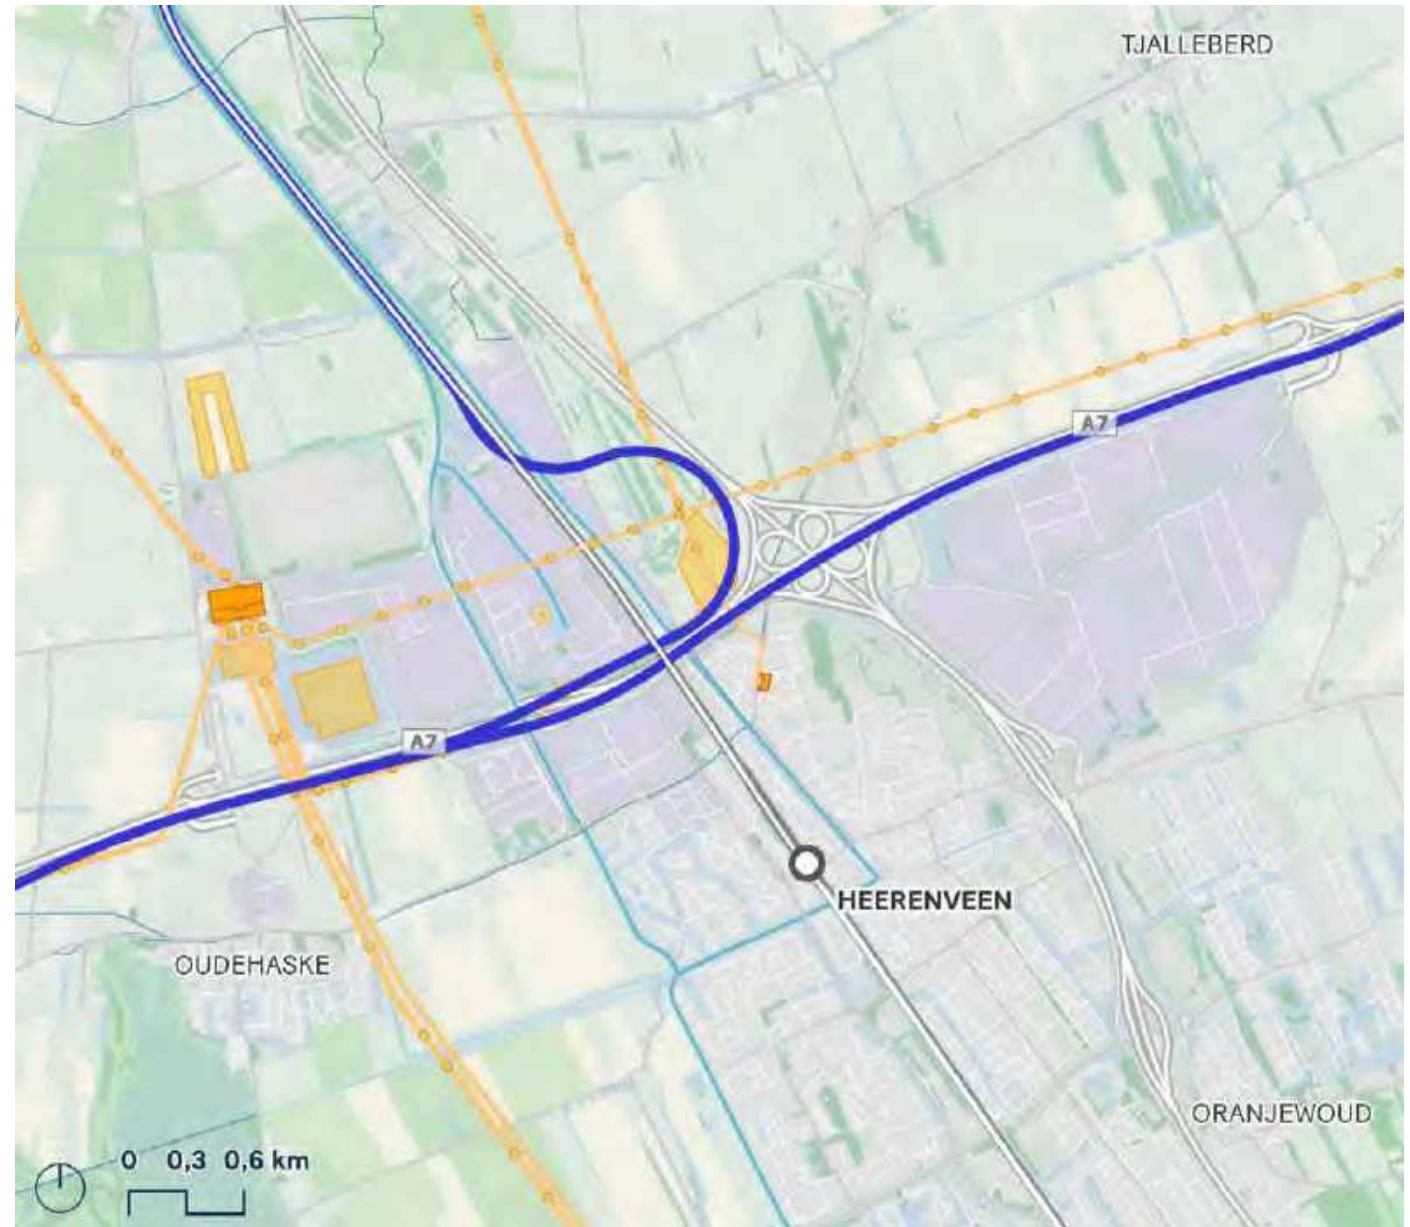 TJALLEBERD
A7
A7
HEERENVEEN
OUDEHASKE
ORANJEWOUD
0 0,3 0,6 km